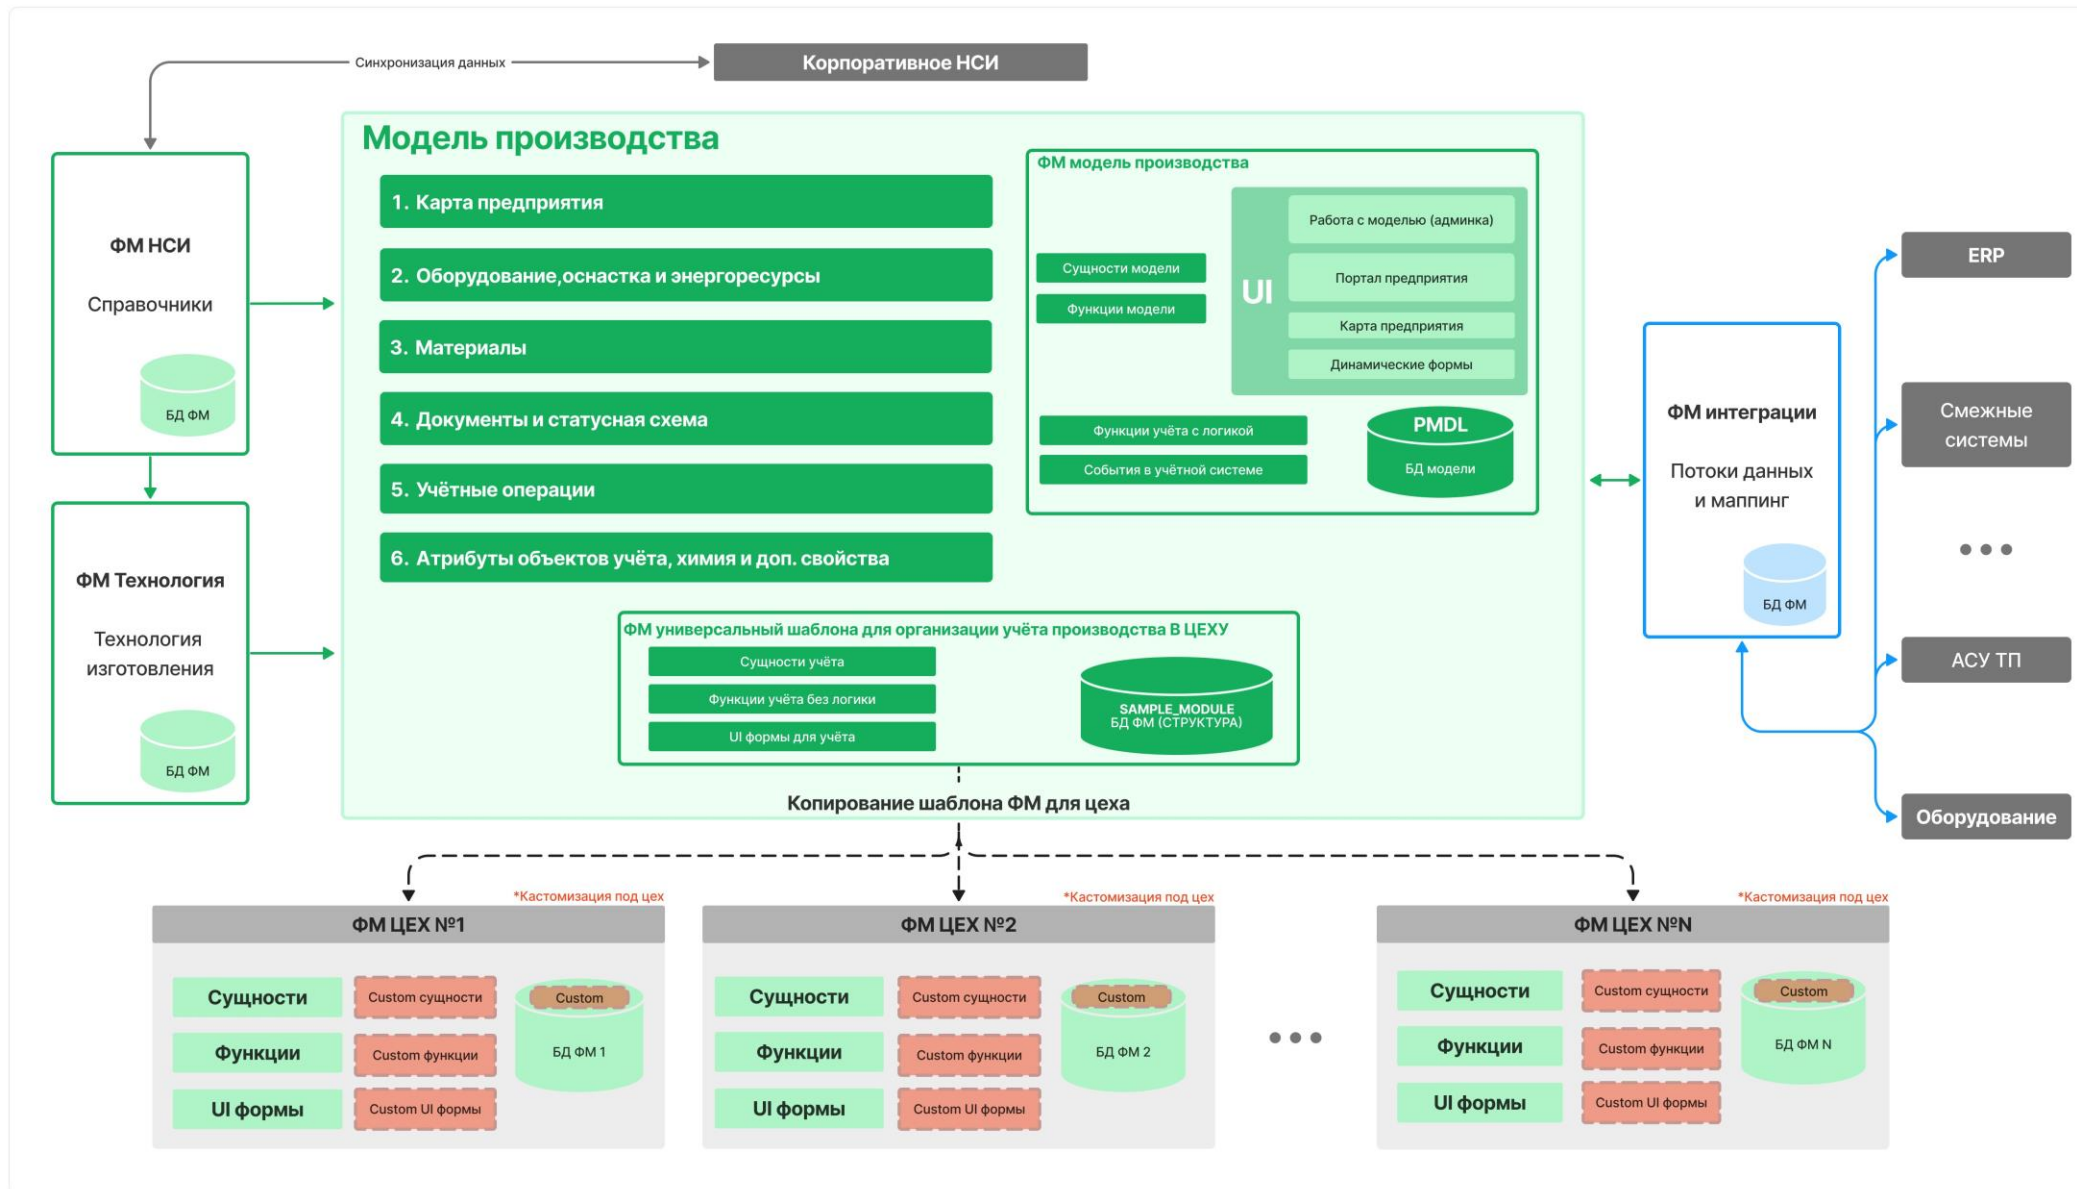 Синхронизация данных
Корпоративное НСИ
ФМ НСИ
Справочники
БД ФМ
ФМ Технология
Технология
изготовления
БД ФМ
Модель производства
1. Карта предприятия
2. Оборудование,оснастка и энергоресурсы
3. Материалы
4. Документы и статусная схема
5. Учётные операции
6. Атрибуты объектов учёта, химия и доп. свойства
ФМ модель производства
Сущности модели
Функции модели
UI
Работа с моделью (админка)
Портал предприятия
Карта предприятия
Динамические формы
Функции учёта с логикой
События в учётной системе
PMDL
БД модели
ФМ универсальный шаблона для организации учёта производства В ЦЕХУ
Сущности учёта
Функции учёта без логики
UI формы для учёта
SAMPLE_MODULE
БД ФМ (СТРУКТУРА)
Копирование шаблона ФМ для цеха
ФМ интеграции
Потоки данных
и маппинг
БД ФМ
ERP
Смежные
системы
АСУ ТП
Оборудование
*Кастомизация под цех
ФМ ЦЕХ №1
Сущности
Custom сущности
Custom
Функции
Custom функции
БД ФМ 1
UI формы
Custom UI формы
*Кастомизация под цех
ФМ ЦЕХ №2
Сущности
Custom сущности
Custom
Функции
Custom функции
БД ФМ 2
UI формы
Custom UI формы
*Кастомизация под цех
ФМ ЦЕХ №N
Сущности
Custom сущности
Custom
Функции
Custom функции
БД ФМ N
UI формы
Custom UI формы